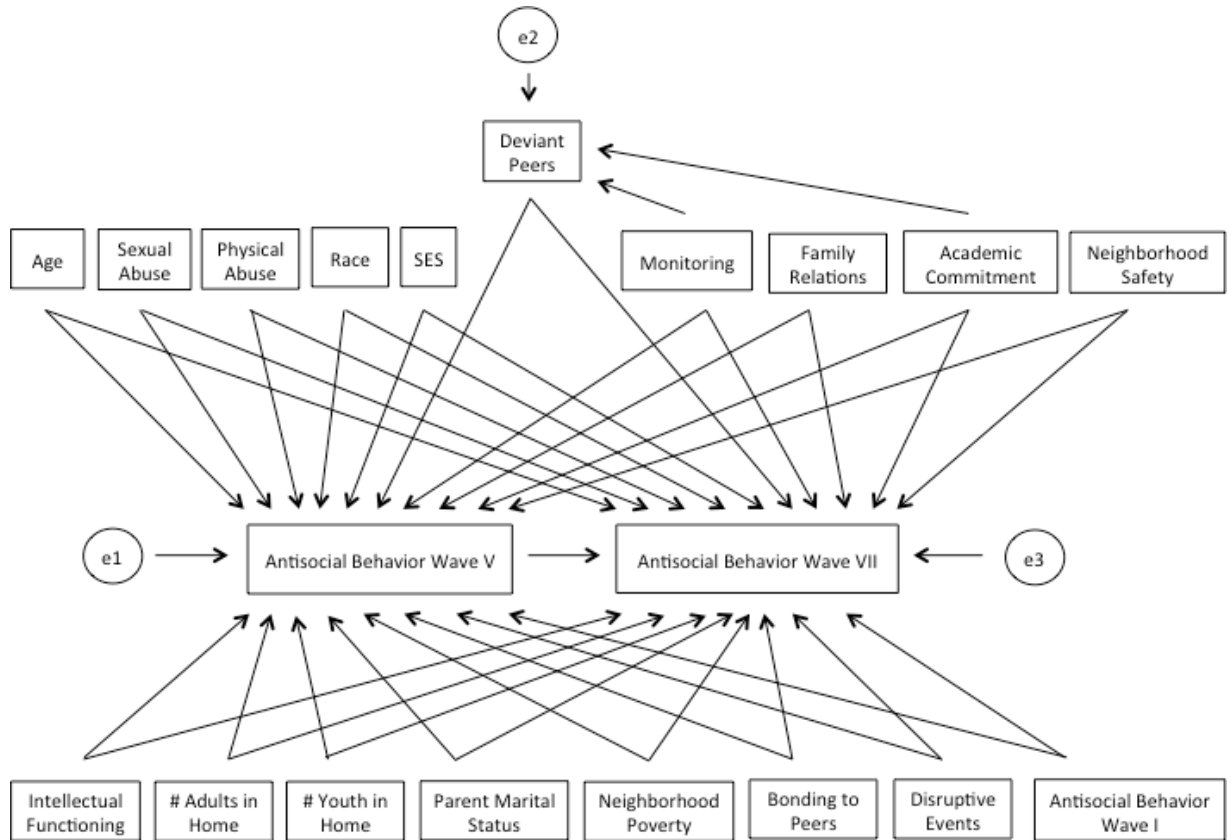 e2
Deviant
Peers
Age
Sexual
Abuse
Physical
Abuse
Race
SES
Monitoring
Family
Relations
Academic
Commitment
Neighborhood
Safety
e1
Antisocial Behavior Wave V
Antisocial Behavior Wave VII
e3
Intellectual
Functioning
# Adults in
Home
# Youth in
Home
Parent Marital
Status
Neighborhood
Poverty
Bonding to
Peers
Disruptive
Events
Antisocial Behavior
Wave I